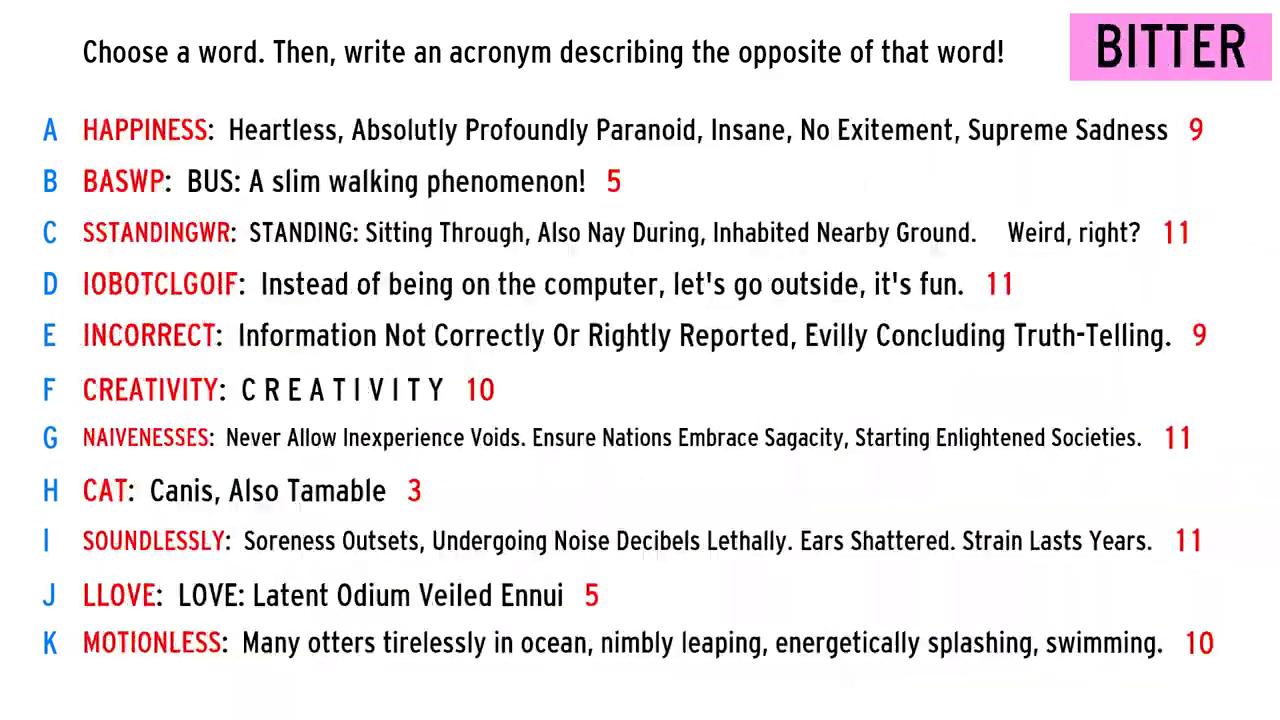 Choose a word. Then, write an acronym describing the opposite of that word!
BITTER
A HAPPINESS: Heartless, Absolutly Profoundly Paranoid, Insane, No Exitement, Supreme Sadness 9
B BASWP: BUS: A slim walking phenomenon! 5
C SSTANDINGWR: STANDING: Sitting Through, Also Nay During, Inhabited Nearby Ground. Weird, right? 11
D IOBOTCLGOIF: Instead of being on the computer, let's go outside, it's fun. 11
E INCORRECT: Information Not Correctly Or Rightly Reported, Evilly Concluding Truth-Telling. 9
F CREATIVITY: C R E A T I V I T Y 10
G NAIVENESSES: Never Allow Inexperience Voids. Ensure Nations Embrace Sagacity, Starting Enlightened Societies. 11
H CAT: Canis, Also Tamable 3
I SOUNDLESSLY: Soreness Outsets, Undergoing Noise Decibels Lethally. Ears Shattered. Strain Lasts Years. 11
J LLOVE: LOVE: Latent Odium Veiled Ennui 5
K MOTIONLESS: Many otters tirelessly in ocean, nimbly leaping, energetically splashing, swimming. 10